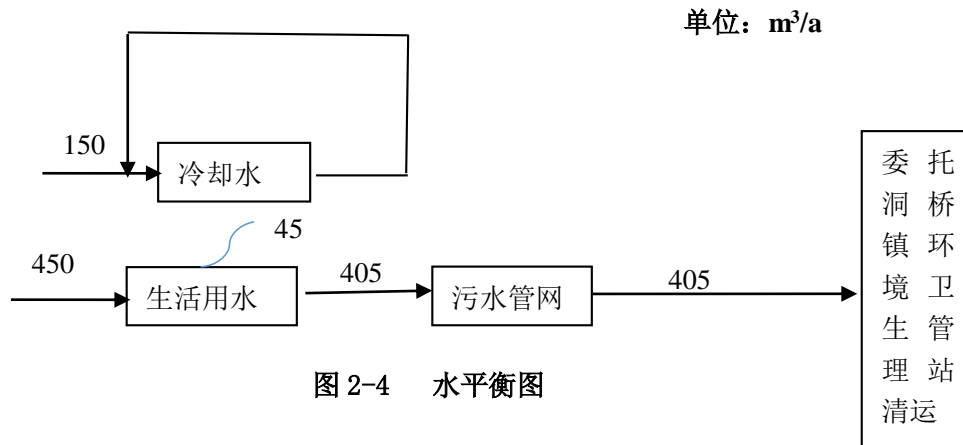 单位：m³/a
150
冷却水
45
450
生活用水
405
污水管网
405
委托
洞桥
镇环
境卫
生管
理站
清运
图 2-4 水平衡图